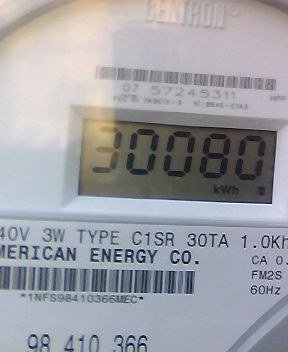 CENTRON®
07 57245311
30080
kWh
40V 3W TYPE C1SR 30TA 1.0Kh
MERICAN ENERGY CO.
CA 0.
FM2S
60Hz
*1NFS98410366MEC*
98 410 366